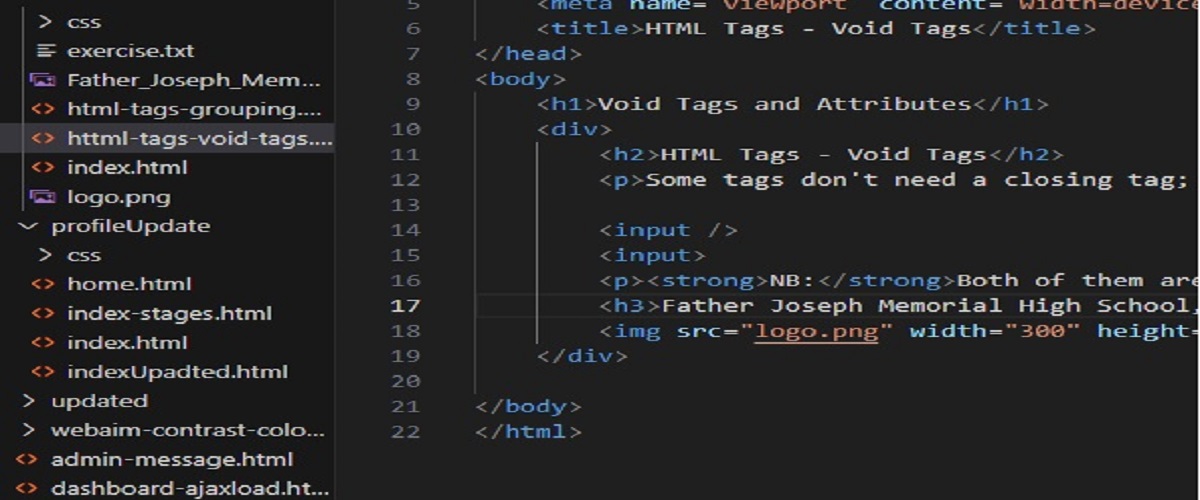 css
exercise.txt
Father_Joseph_Mem...
html-tags-grouping....
httml-tags-void-tags....
index.html
logo.png
profileUpdate
css
home.html
index-stages.html
index.html
indexUpadted.html
updated
webaim-contrast-colo...
admin-message.html
dashboard-ajaxload.ht...
5 <meta name="viewport" content="width=device
6 <title>HTML Tags - Void Tags</title>
7 </head>
8 <body>
9 <h1>Void Tags and Attributes</h1>
10 <div>
11 <h2>HTML Tags - Void Tags</h2>
12 <p>Some tags don't need a closing tag;
13
14 <input />
15 <input>
16 <p><strong>NB:</strong>Both of them are
17 <h3>Father Joseph Memorial High School,
18 <img src="logo.png" width="300" height=
19 </div>
20
21 </body>
22 </html>